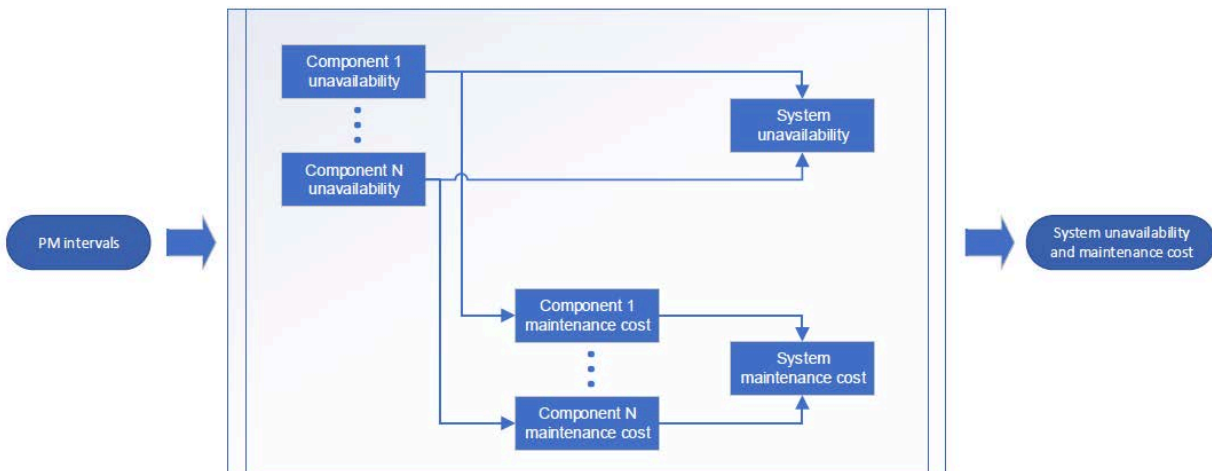 Component 1
unavailability
Component N
unavailability
System
unavailability
PM intervals
System unavailability
and maintenance cost
Component 1
maintenance cost
Component N
maintenance cost
System
maintenance cost